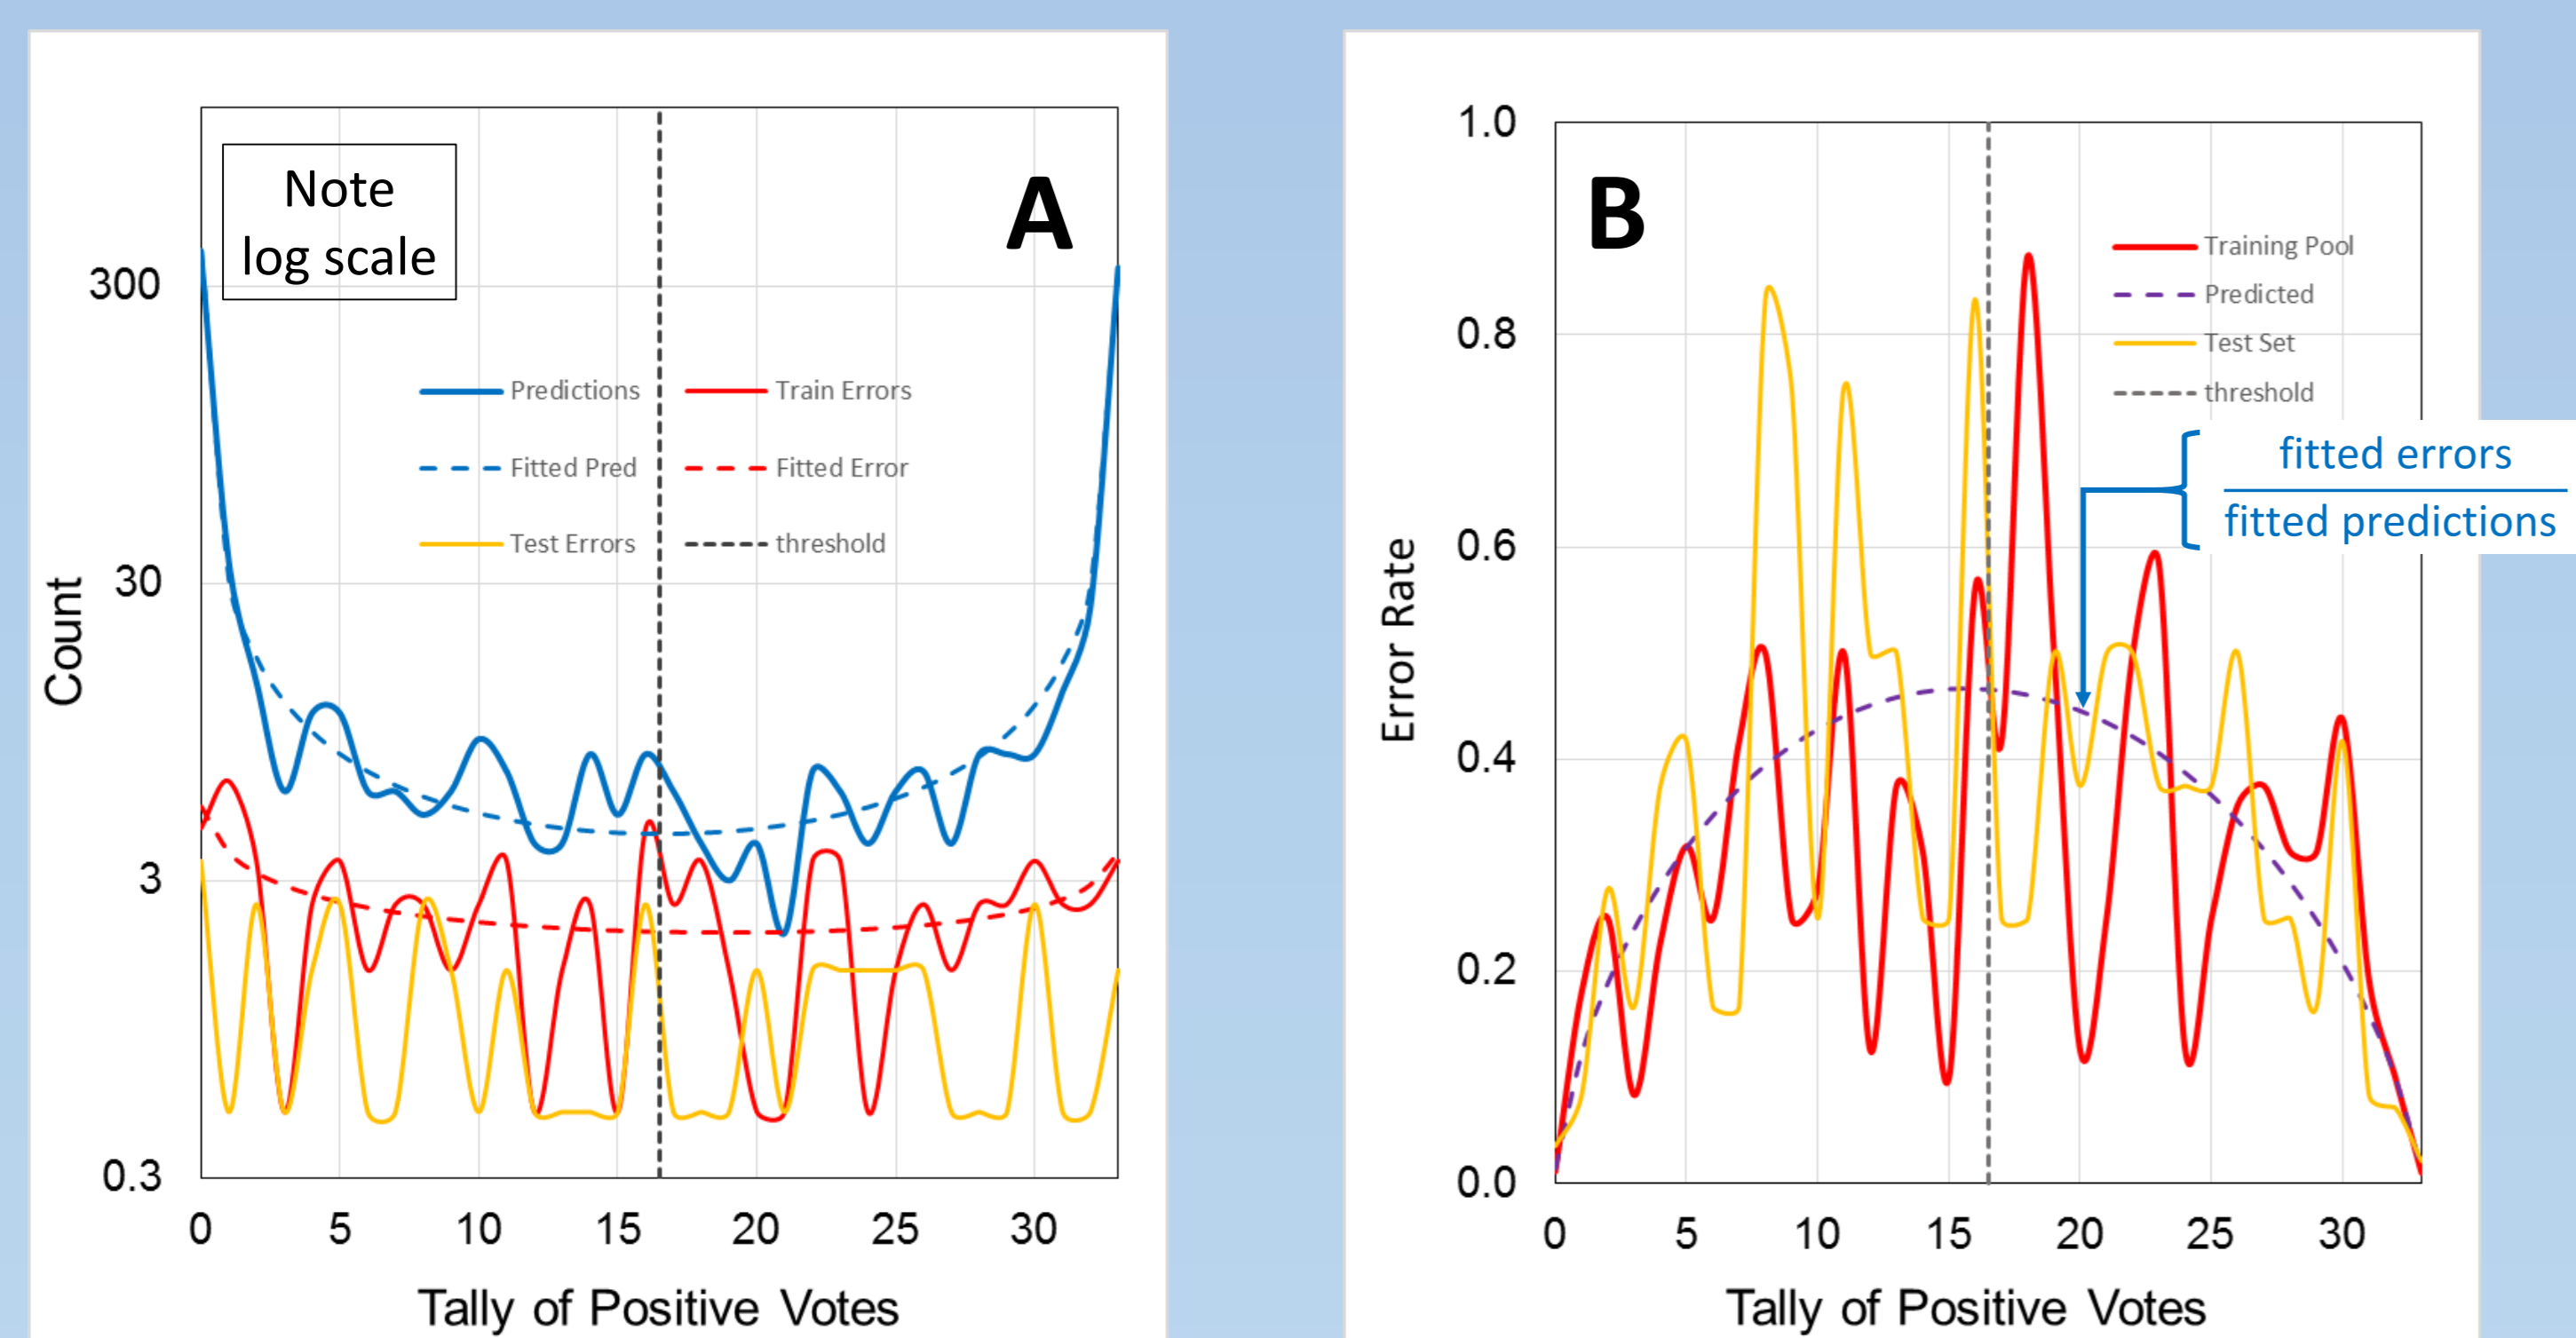 Note
log scale
A
300
30
3
0.3
Count
Predictions
Train Errors
Fitted Pred
Fitted Error
Test Errors
threshold
0 5 10 15 20 25 30
Tally of Positive Votes
B
1.0
0.8
0.6
0.4
0.2
0.0
Error Rate
Training Pool
Predicted
Test Set
threshold
fitted errors
fitted predictions
0 5 10 15 20 25 30
Tally of Positive Votes